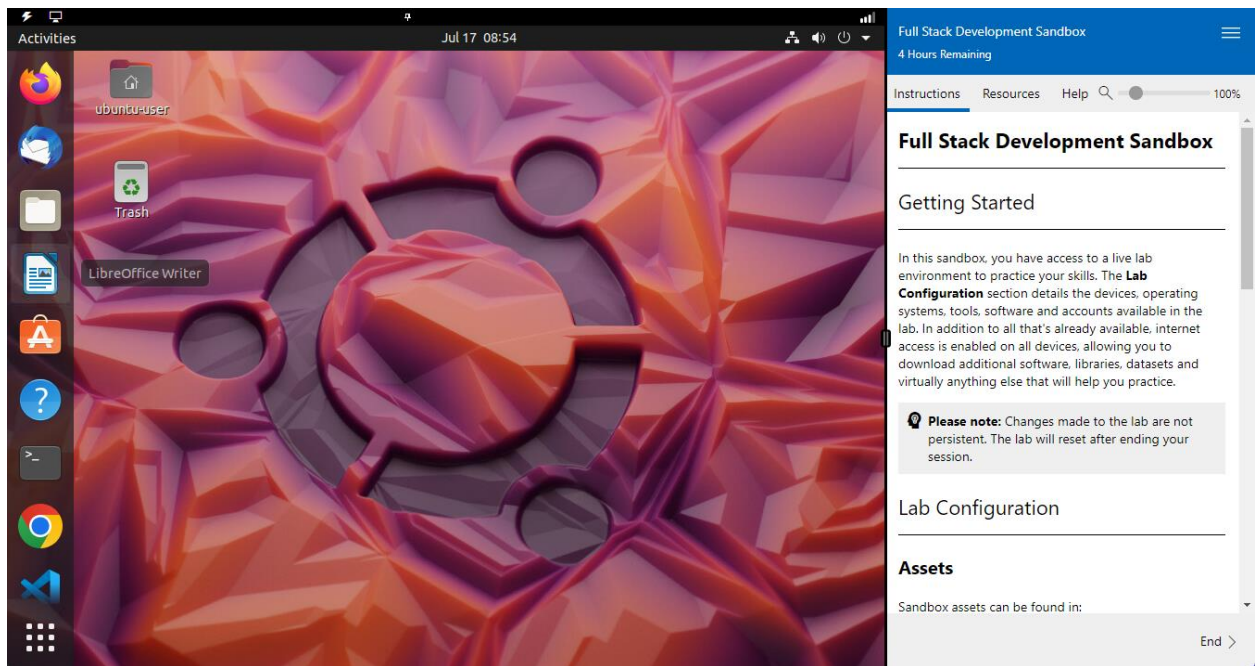 Activities
Jul 17 08:54
ubuntu-user
Trash
LibreOffice Writer
Full Stack Development Sandbox
4 Hours Remaining
Instructions Resources Help 100%
Full Stack Development Sandbox
Getting Started
In this sandbox, you have access to a live lab
environment to practice your skills. The Lab
Configuration section details the devices, operating
systems, tools, software and accounts available in the
lab. In addition to all that's already available, internet
access is enabled on all devices, allowing you to
download additional software, libraries, datasets and
virtually anything else that will help you practice.
Please note: Changes made to the lab are not
persistent. The lab will reset after ending your
session.
Lab Configuration
Assets
Sandbox assets can be found in:
End